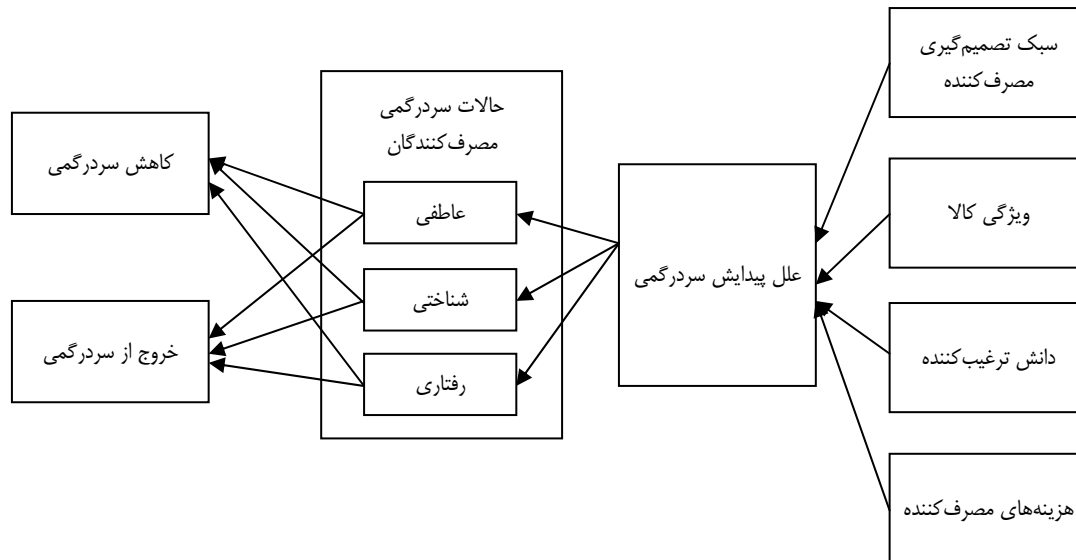 سبک تصمیم‌گیری
مصرف‌کننده
ویژگی کالا
دانش ترغیب‌کننده
هزینه‌های مصرف‌کننده
علل پیدایش سردرگمی
حالات سردرگمی
مصرف‌کنندگان
عاطفی
شناختی
رفتاری
کاهش سردرگمی
خروج از سردرگمی